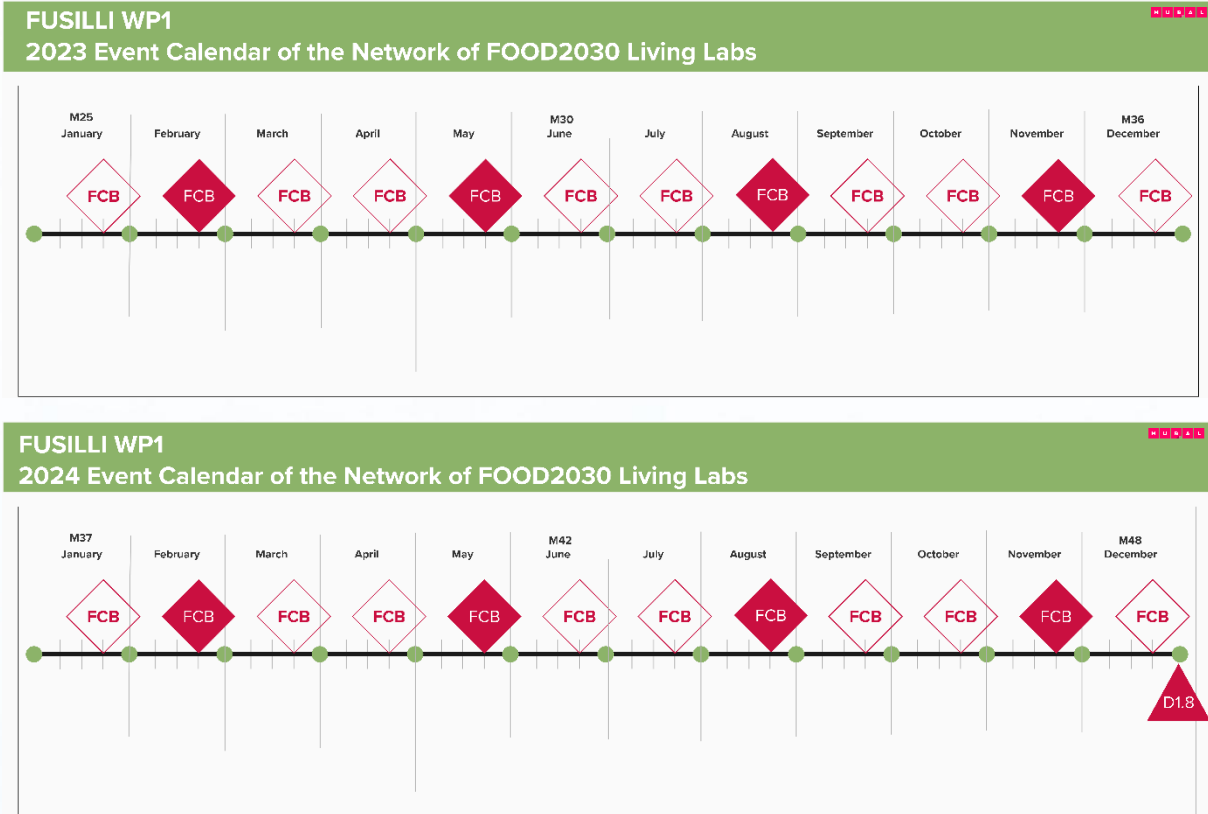 FUSILLI WP1
HUBAL
2023 Event Calendar of the Network of FOOD2030 Living Labs
M25 M30 M36
January February March April May June July August September October November December
FCB FCB FCB FCB FCB FCB FCB FCB FCB FCB FCB FCB
FUSILLI WP1
HUBAL
2024 Event Calendar of the Network of FOOD2030 Living Labs
M37 M42 M48
January February March April May June July August September October November December
FCB FCB FCB FCB FCB FCB FCB FCB FCB FCB FCB FCB
D1.8